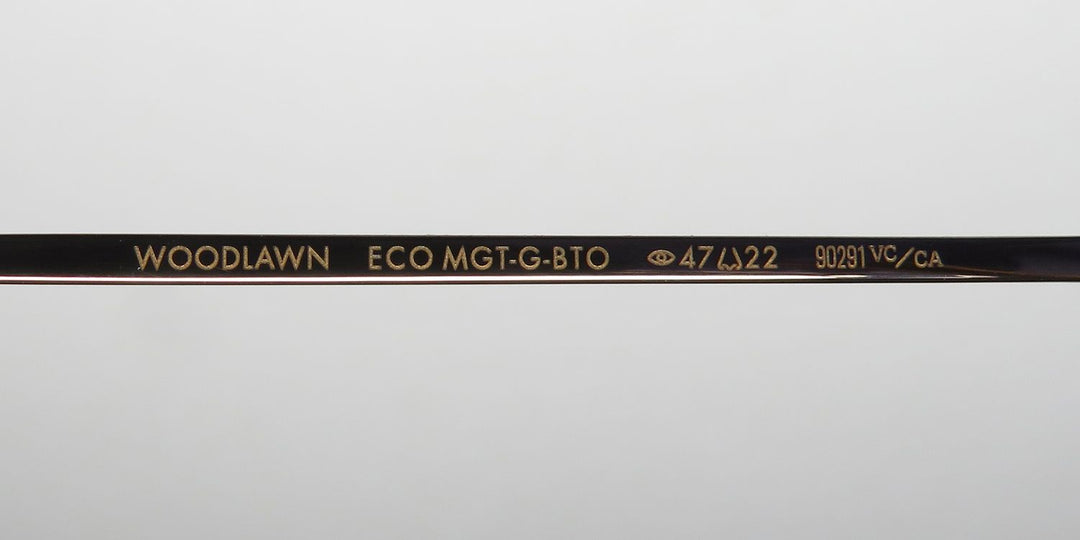 WOODLAWN ECO MGT-G-BTO 47 22 90291 VC/CA